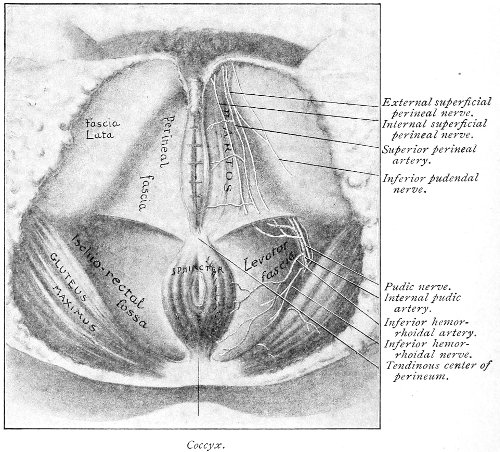 External superficial
perineal nerve.
Internal superficial
perineal nerve.
Superior perineal
artery.
Inferior pudendal
nerve.
Fascia
Lata
Perineal
fascia
DARTOS
Ischio-rectal
fossa
GLUTEUS
MAXIMUS
SPHINCTER
Levator
fascia
Pudic nerve.
Internal pudic
artery.
Inferior hemor-
rhoidal artery.
Inferior hemor-
rhoidal nerve.
Tendinous center of
perineum.
Coccyx.